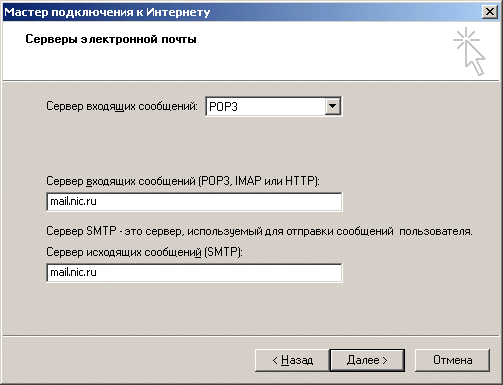 Мастер подключения к Интернету
Серверы электронной почты
Сервер входящих сообщений: POP3
Сервер входящих сообщений (POP3, IMAP или HTTP):
mail.nic.ru
Сервер SMTP - это сервер, используемый для отправки сообщений пользователя.
Сервер исходящих сообщений (SMTP):
mail.nic.ru
< Назад Далее > Отмена